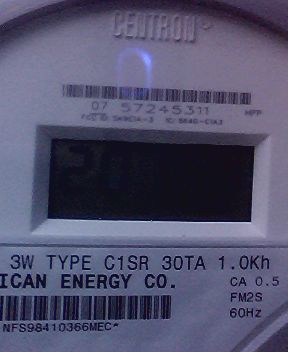 CENTRON
07 57245311
3W TYPE C1SR 30TA 1.0Kh
ICAN ENERGY CO. CA 0.5
FM2S
60Hz
NFS98410366MEC*